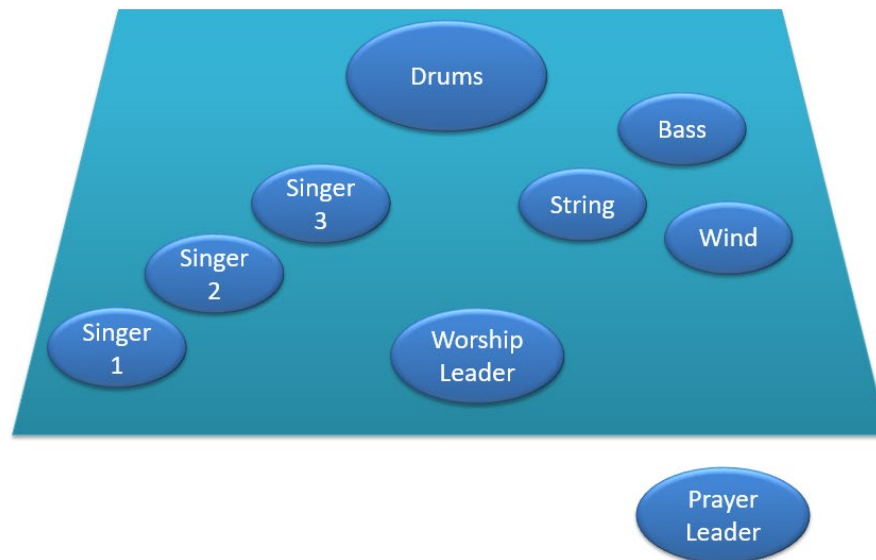 Drums
Bass
Singer
3
String
Wind
Singer
2
Singer
1
Worship
Leader
Prayer
Leader